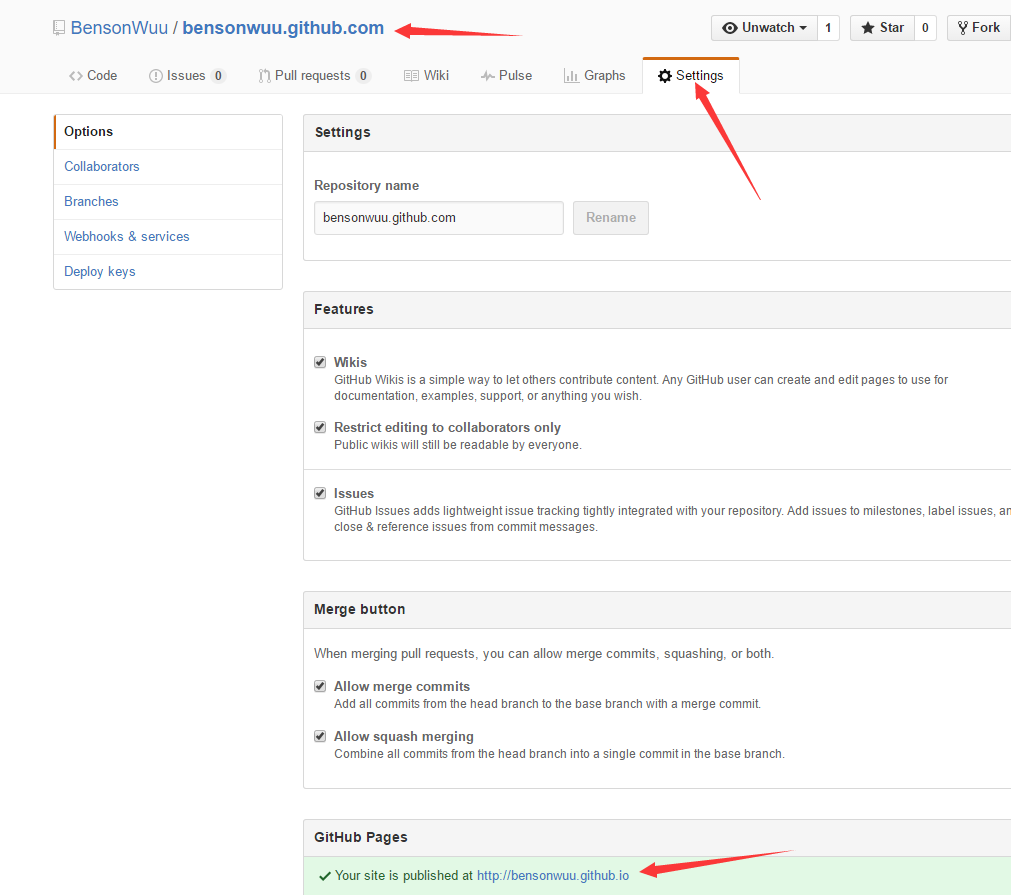 BensonWuu / bensonwuu.github.com
Unwatch 1 Star 0 Fork
Code Issues 0 Pull requests 0 Wiki Pulse Graphs Settings
Options
Collaborators
Branches
Webhooks & services
Deploy keys
Settings
Repository name
bensonwuu.github.com Rename
Features
Wikis
GitHub Wikis is a simple way to let others contribute content. Any GitHub user can create and edit pages to use for
documentation, examples, support, or anything you wish.
Restrict editing to collaborators only
Public wikis will still be readable by everyone.
Issues
GitHub Issues adds lightweight issue tracking tightly integrated with your repository. Add issues to milestones, label issues,
close & reference issues from commit messages.
Merge button
When merging pull requests, you can allow merge commits, squashing, or both.
Allow merge commits
Add all commits from the head branch to the base branch with a merge commit.
Allow squash merging
Combine all commits from the head branch into a single commit in the base branch.
GitHub Pages
Your site is published at http://bensonwuu.github.io